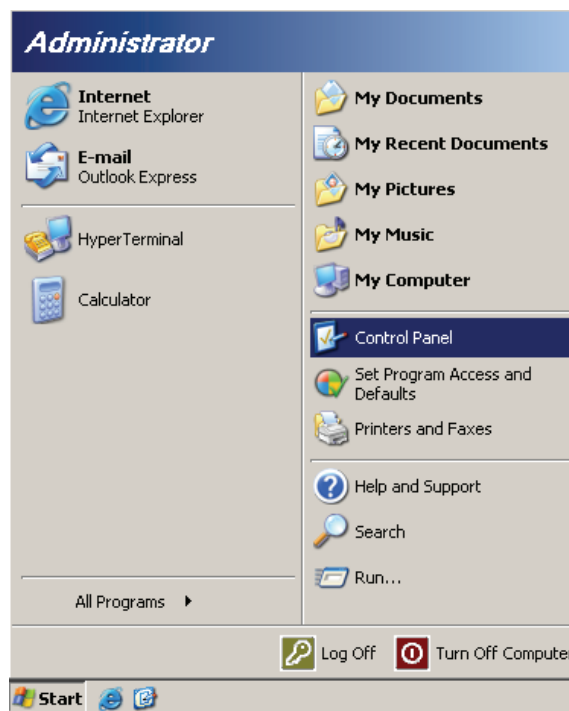 Administrator
Internet
Internet Explorer
E-mail
Outlook Express
HyperTerminal
Calculator
All Programs
My Documents
My Recent Documents
My Pictures
My Music
My Computer
Control Panel
Set Program Access and
Defaults
Printers and Faxes
Help and Support
Search
Run...
Log Off
Turn Off Compute
Start